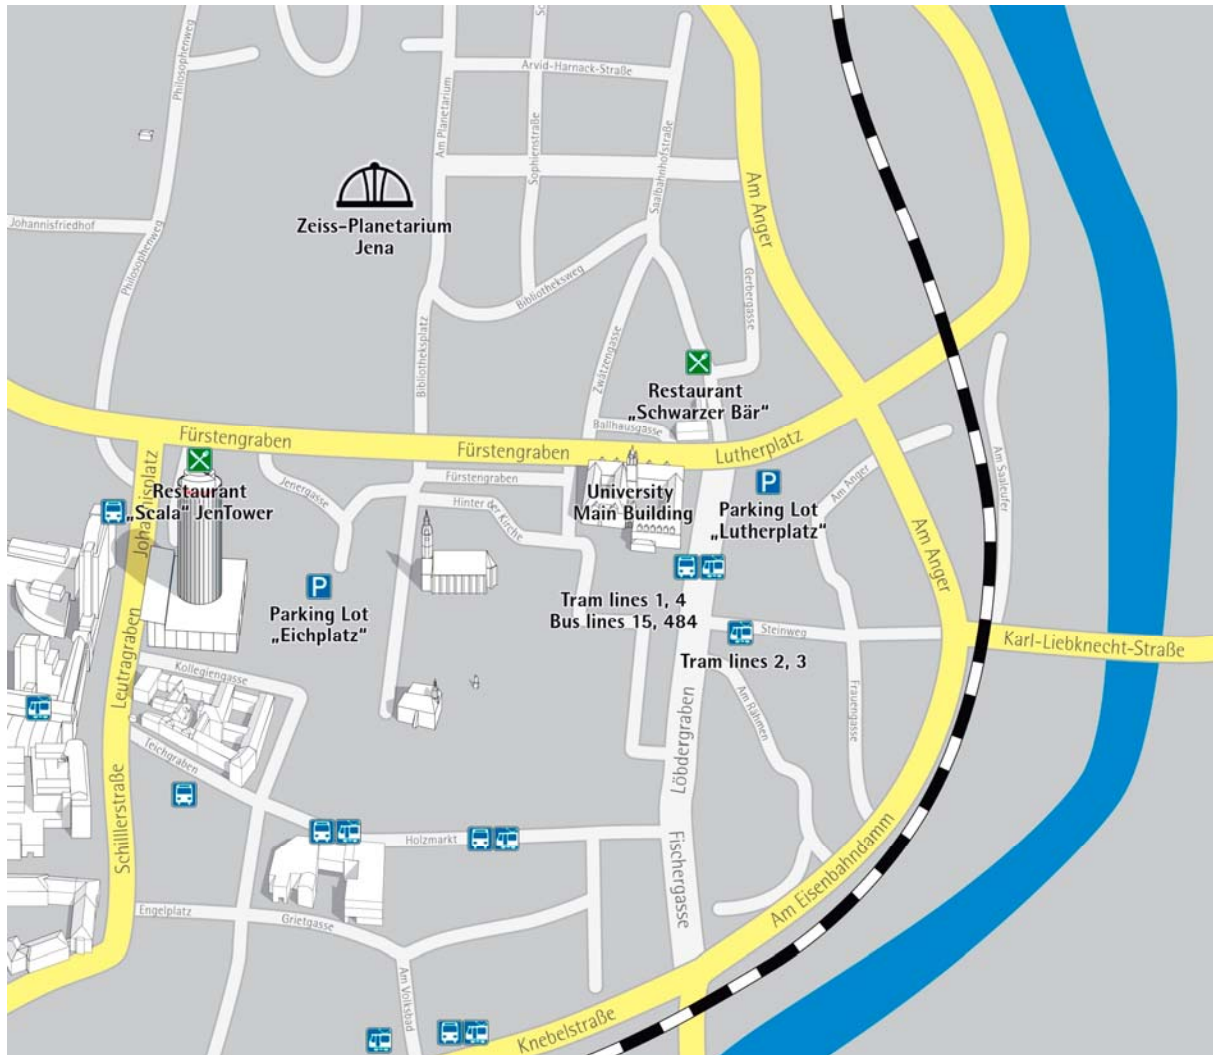 Philosophenweg
Sc
Arvid-Harnack-Straße
Am Planetarium
Sophienstraße
Saalbahnhofstraße
Am Anger
Johannisfriedhof
Zeiss-Planetarium
Jena
Philosophenweg
Bibliotheksweg
Gerbergasse
Bibliotheksplatz
Zwätzengasse
Restaurant
„Schwarzer Bär“
Ballhausgasse
Fürstengraben
Fürstengraben
Lutherplatz
Johannisplatz
Restaurant
„Scala“ JenTower
Jenergasse
Fürstengraben
Hinter der Kirche
University
Main Building
P
Parking Lot
„Lutherplatz“
Am Anger
Am Saaleufer
Am Anger
P
Parking Lot
„Eichplatz“
Tram lines 1, 4
Bus lines 15, 484
Steinweg
Tram lines 2, 3
Karl-Liebknecht-Straße
Leutragraben
Kollegiengasse
Teichgraben
Löbdergraben
Am Rähmen
Frauengasse
Schilllerstraße
Holzmarkt
Fischergasse
Am Eisenbahndamm
Engelplatz
Grietgasse
Am Volksbad
Knebelstraße